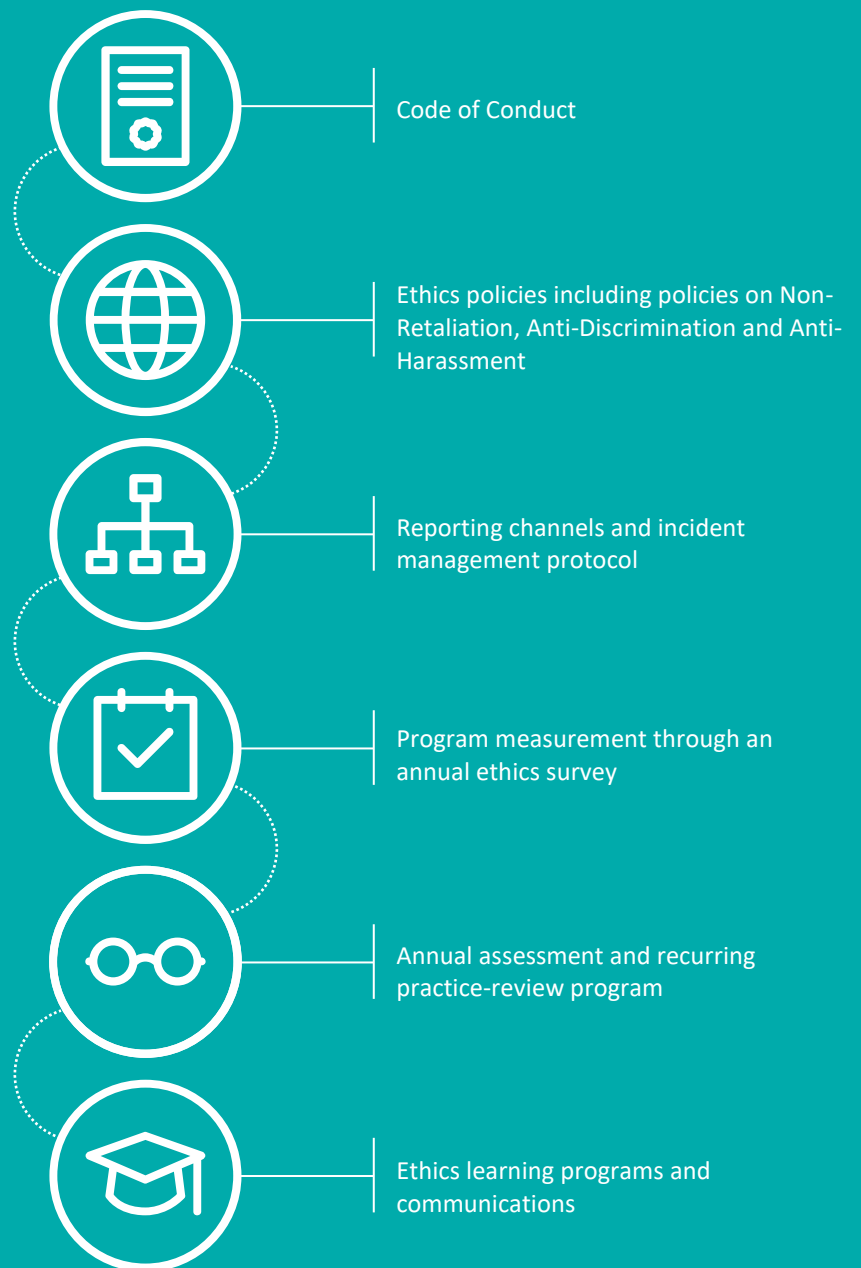 Code of Conduct
Ethics policies including policies on Non-
Retaliation, Anti-Discrimination and Anti-
Harassment
Reporting channels and incident
management protocol
Program measurement through an
annual ethics survey
Annual assessment and recurring
practice-review program
Ethics learning programs and
communications